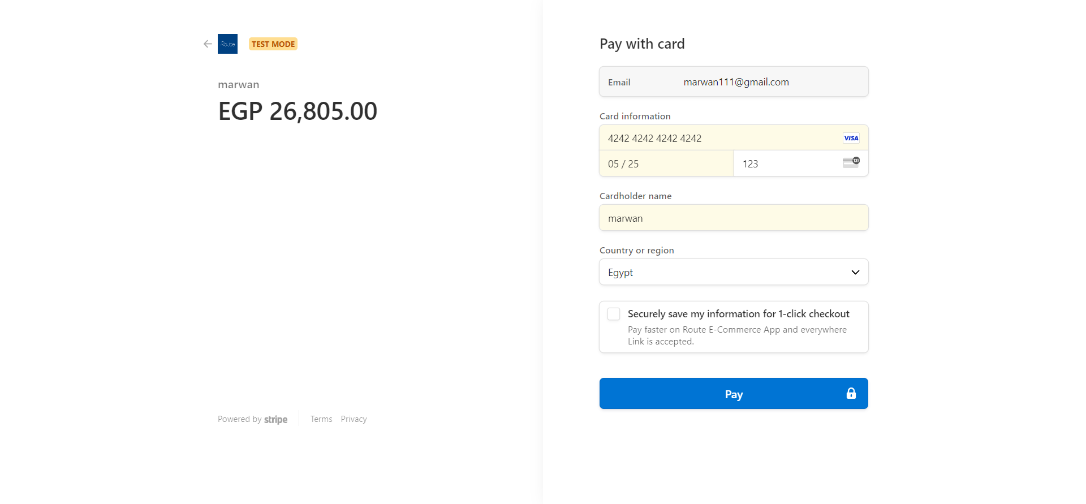 Route TEST MODE
marwan
EGP 26,805.00
Powered by stripe Terms Privacy
Pay with card
Email marwan111@gmail.com
Card information
4242 4242 4242 4242 VISA
05 / 25 123
Cardholder name
marwan
Country or region
Egypt
Securely save my information for 1-click checkout
Pay faster on Route E-Commerce App and everywhere
Link is accepted.
Pay